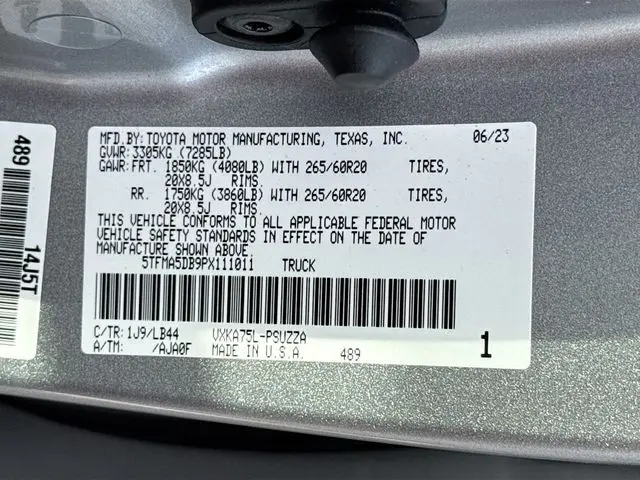 MFD.BY:TOYOTA MOTOR MANUFACTURING, TEXAS, INC. 06/23
GVWR:3305KG (7285LB)
GAWR:FRT. 1850KG (4080LB) WITH 265/60R20 TIRES,
20X8.5J RIMS.
RR. 1750KG (3860LB) WITH 265/60R20 TIRES,
20X8.5J RIMS.
THIS VEHICLE CONFORMS TO ALL APPLICABLE FEDERAL MOTOR
VEHICLE SAFETY STANDARDS IN EFFECT ON THE DATE OF
MANUFACTURE SHOWN ABOVE.
5TFMA5DB9PX111011 TRUCK
C/TR:1J9/LB44 VXKA75L-PSUZZA
A/TM: /AJA0F MADE IN U.S.A. 489 1
489
14J5T